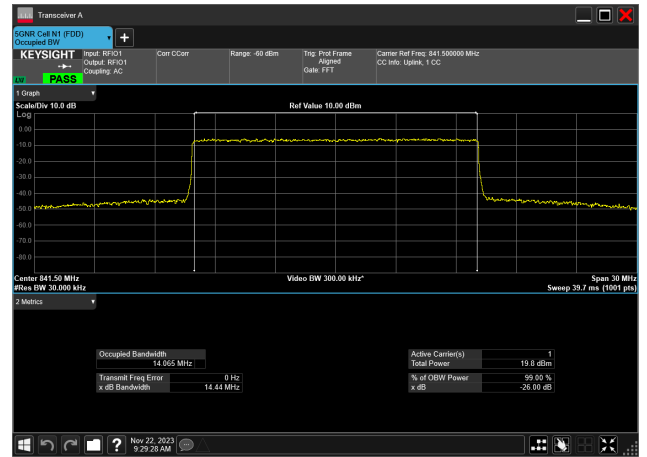 Transceiver A
5GNR Cell N1 (FDD)
Occupied BW
KEYSIGHT
LXI
PASS
Input: RFIO1
Output: RFIO1
Coupling: AC
Corr CCorr
Range: -60 dBm
Trig: Prot Frame
Aligned
Gate: FFT
Carrier Ref Freq: 841.500000 MHz
CC Info: Uplink, 1 CC
1 Graph
Scale/Div 10.0 dB
Ref Value 10.00 dBm
Log
0.00
-10.0
-20.0
-30.0
-40.0
-50.0
-60.0
-70.0
-80.0
Center 841.50 MHz
Video BW 300.00 kHz*
Span 30 MHz
#Res BW 30.000 kHz
Sweep 39.7 ms (1001 pts)
2 Metrics
Occupied Bandwidth
14.065 MHz
Active Carrier(s) 1
Total Power 19.8 dBm
Transmit Freq Error 0 Hz
x dB Bandwidth 14.44 MHz
% of OBW Power 99.00 %
x dB -26.00 dB
Nov 22, 2023
9:29:28 AM